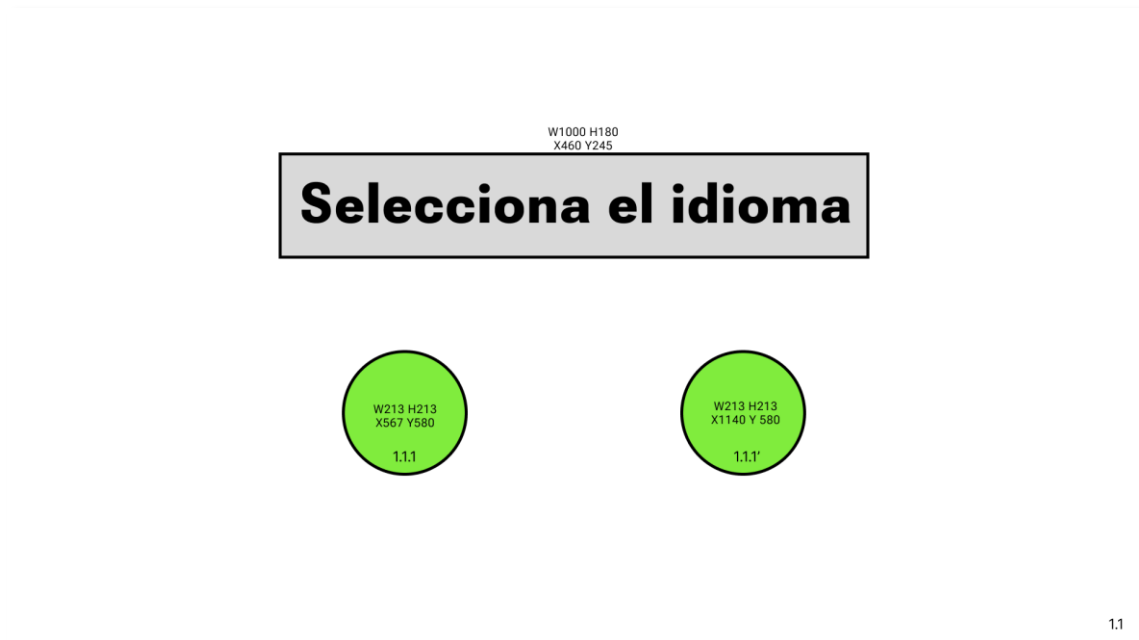 W1000 H180
X460 Y245
Selecciona el idioma
W213 H213
X567 Y580
1.1.1
W213 H213
X1140 Y 580
1.1.1′
1.1